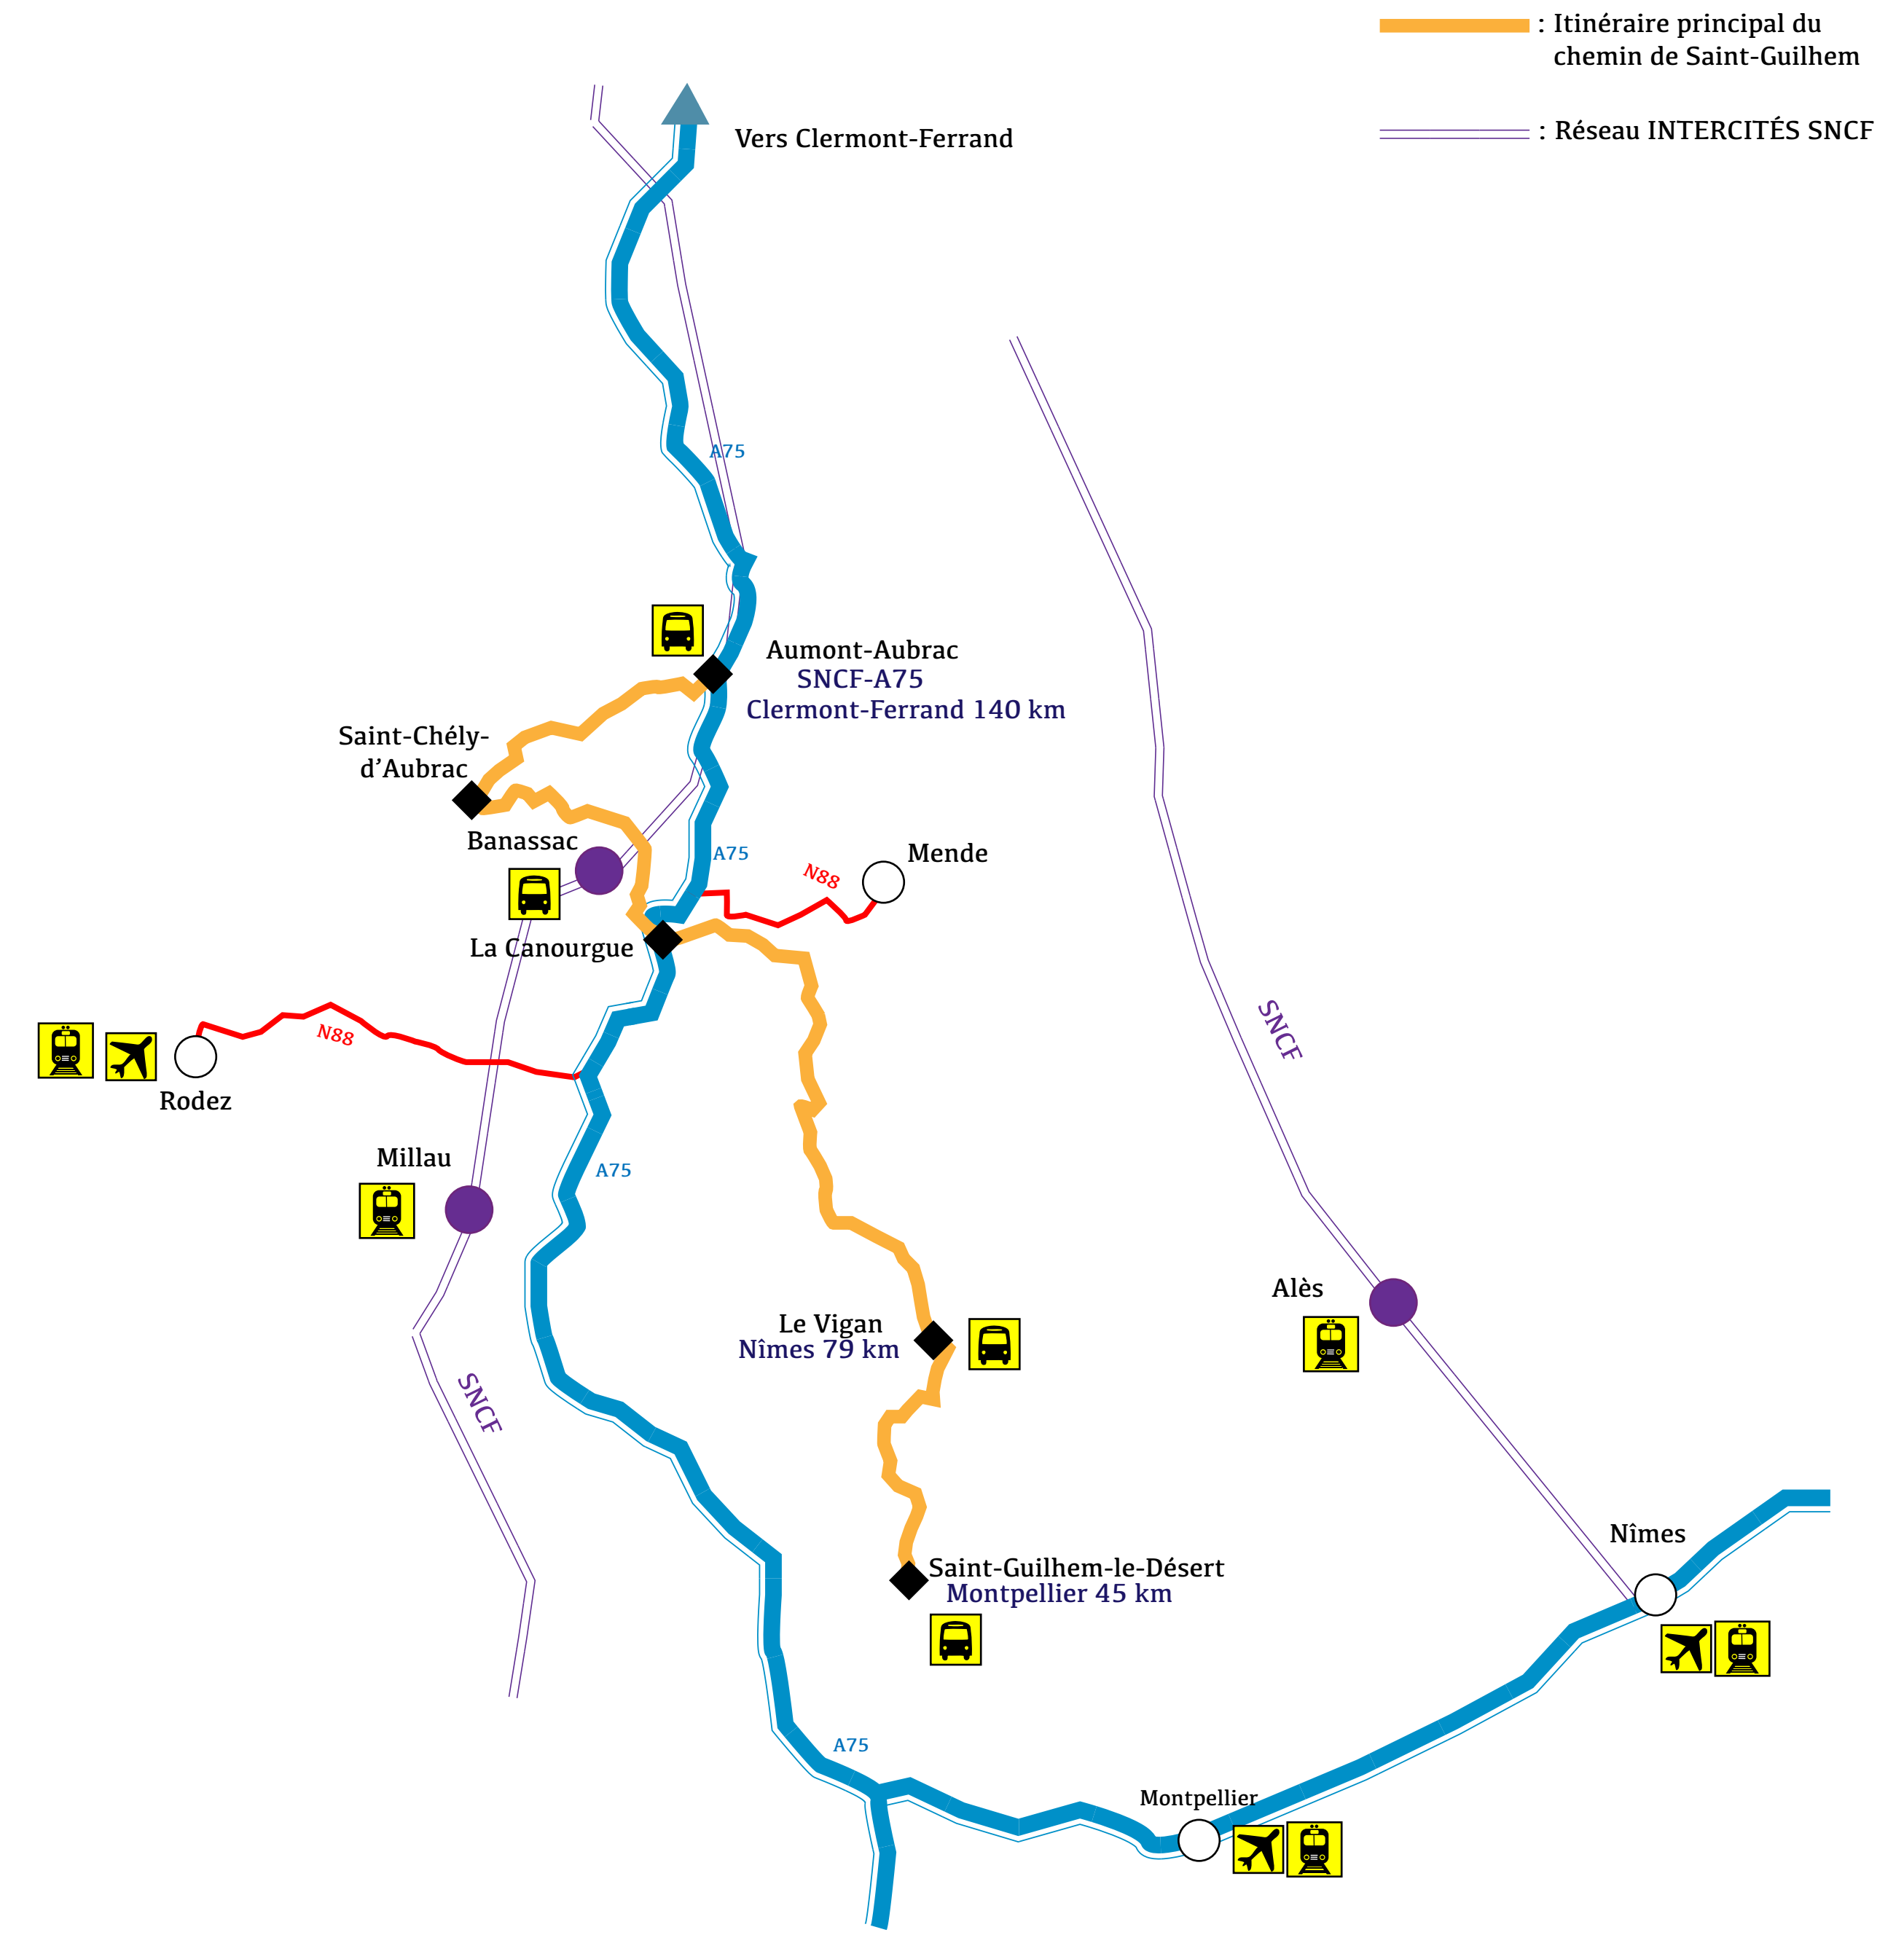 : Itinéraire principal du
chemin de Saint-Guilhem
: Réseau INTERCITÉS SNCF
Vers Clermont-Ferrand
A75
Aumont-Aubrac
SNCF-A75
Clermont-Ferrand 140 km
Saint-Chély-
d’Aubrac
Banassac
A75
N88
Mende
La Canourgue
N88
Rodez
SNCF
Millau
A75
Alès
Le Vigan
Nîmes 79 km
SNCF
Nîmes
Saint-Guilhem-le-Désert
Montpellier 45 km
A75
Montpellier